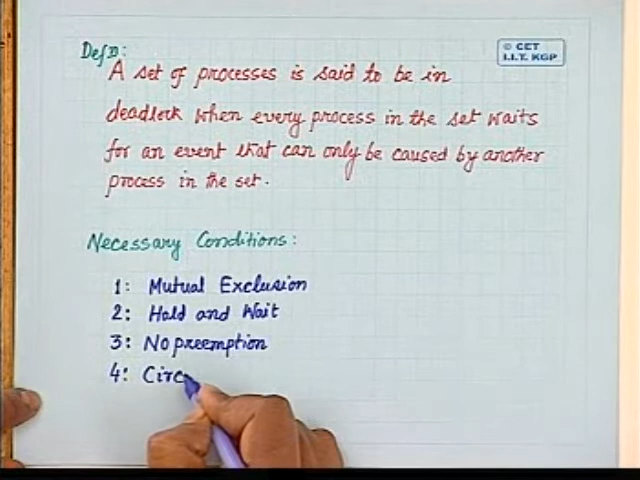 Defn:
© CET
I.I.T. KGP
A set of processes is said to be in
deadlock when every process in the set waits
for an event that can only be caused by another
process in the set.
Necessary Conditions:
1: Mutual Exclusion
2: Hold and Wait
3: No preemption
4: Circ